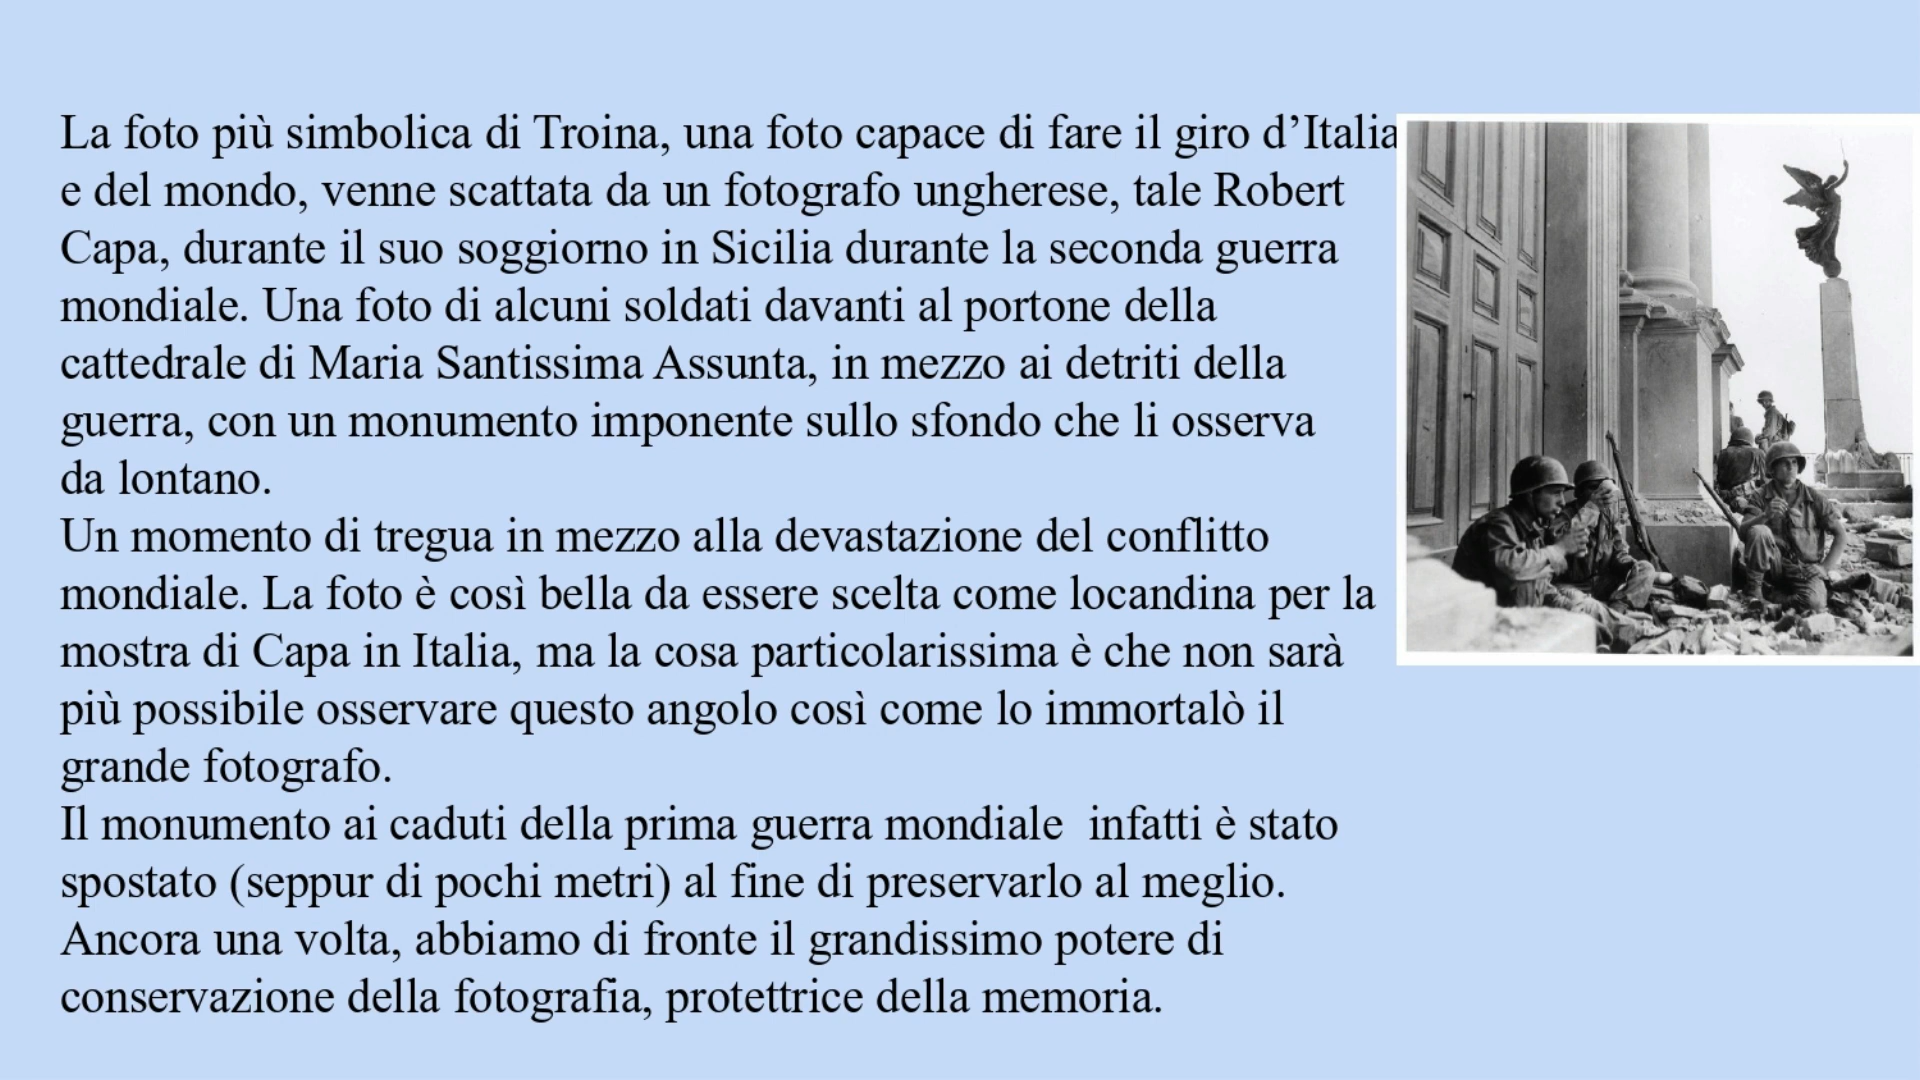 La foto più simbolica di Troina, una foto capace di fare il giro d’Italia
e del mondo, venne scattata da un fotografo ungherese, tale Robert
Capa, durante il suo soggiorno in Sicilia durante la seconda guerra
mondiale. Una foto di alcuni soldati davanti al portone della
cattedrale di Maria Santissima Assunta, in mezzo ai detriti della
guerra, con un monumento imponente sullo sfondo che li osserva
da lontano.
Un momento di tregua in mezzo alla devastazione del conflitto
mondiale. La foto è così bella da essere scelta come locandina per la
mostra di Capa in Italia, ma la cosa particolarissima è che non sarà
più possibile osservare questo angolo così come lo immortalò il
grande fotografo.
Il monumento ai caduti della prima guerra mondiale  infatti è stato
spostato (seppur di pochi metri) al fine di preservarlo al meglio.
Ancora una volta, abbiamo di fronte il grandissimo potere di
conservazione della fotografia, protettrice della memoria.